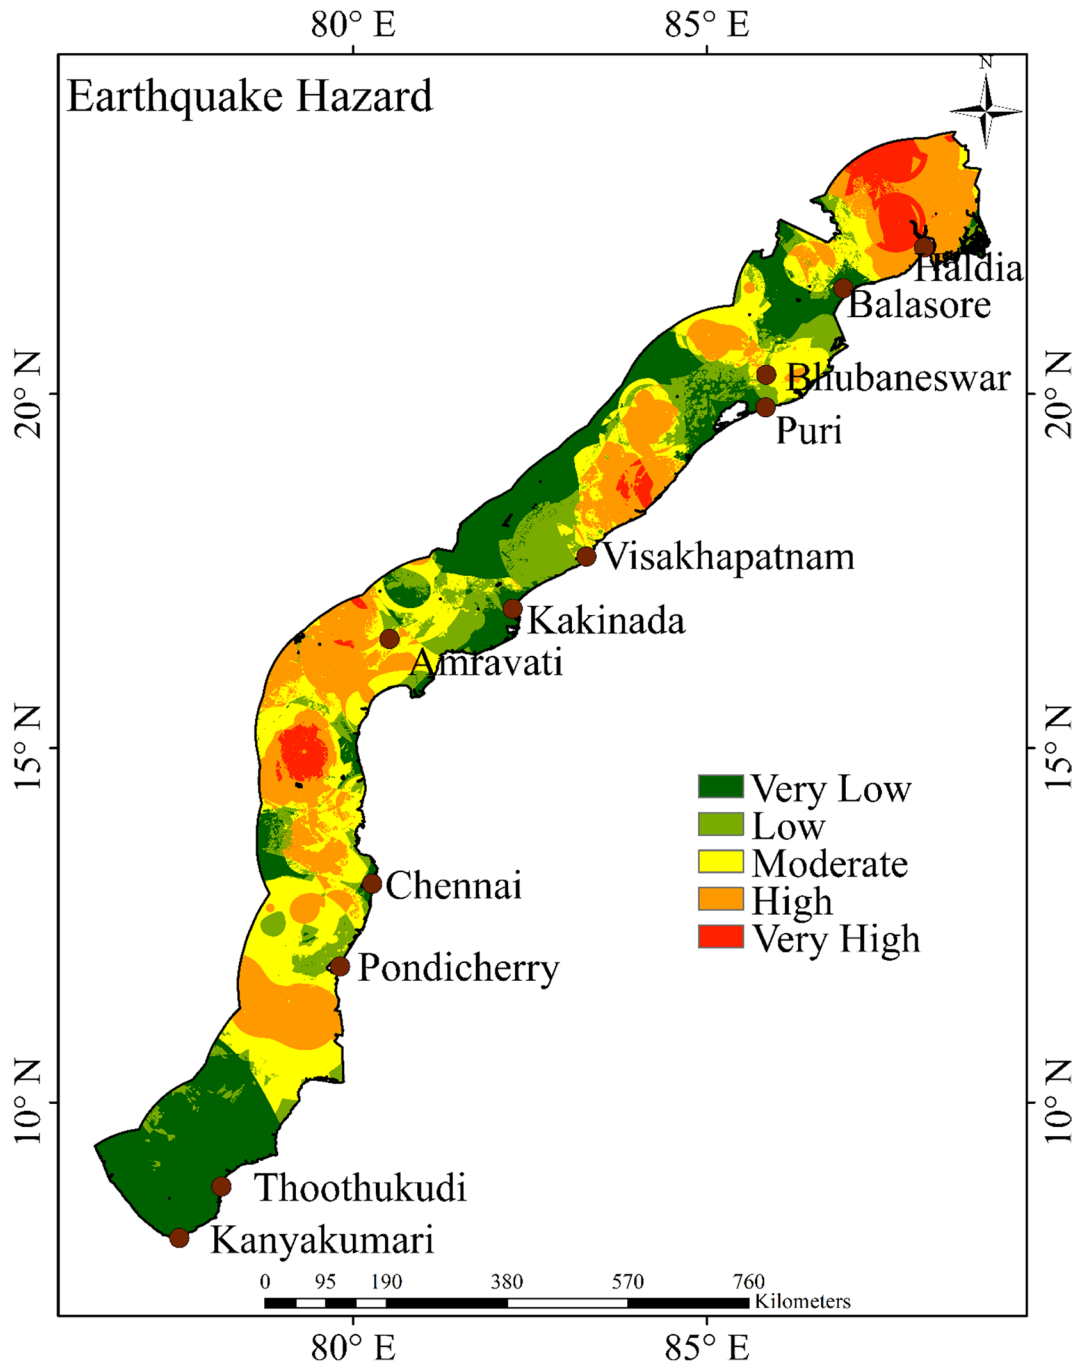 80° E 85° E
N
Earthquake Hazard
Haldia
Balasore
Bhubaneswar
20° N 20° N
Puri
Visakhapatnam
Kakinada
Amravati
15° N 15° N
Very Low
Low
Moderate
High
Very High
Chennai
Pondicherry
10° N 10° N
Thoothukudi
Kanyakumari
0 95 190 380 570 760
Kilometers
80° E 85° E